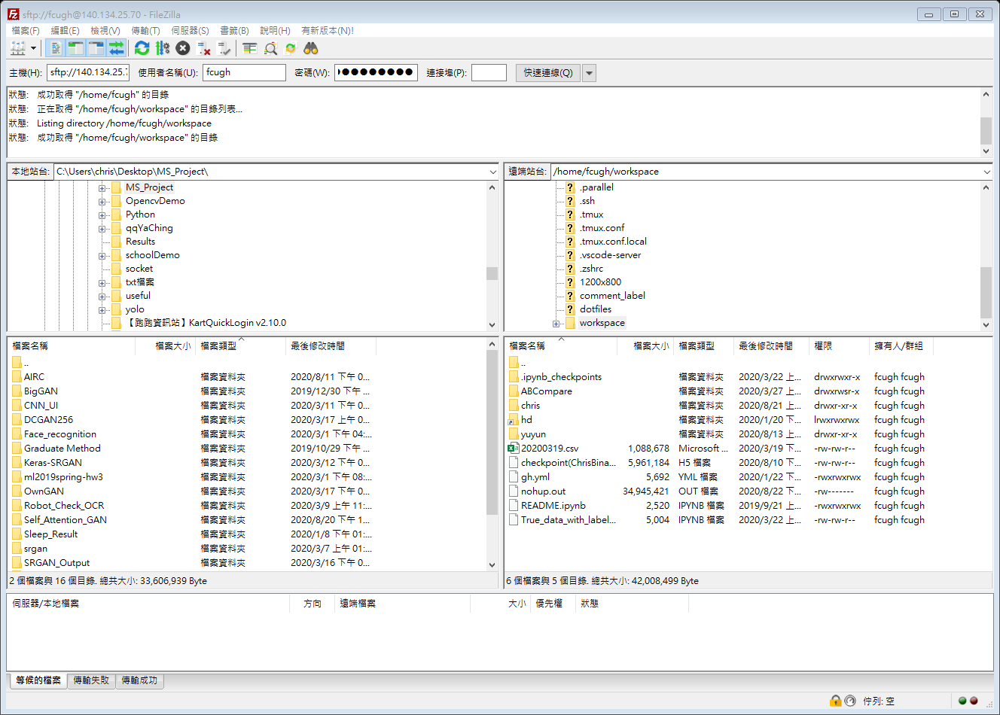 sftp://fcugh@140.134.25.70 - FileZilla
檔案(F) 編輯(E) 檢視(V) 傳輸(T) 伺服器(S) 書籤(B) 說明(H) 有新版本(N)!
主機(H): sftp://140.134.25.7 使用者名稱(U): fcugh 密碼(W): 連接埠(P): 快速連線(Q)
狀態: 成功取得 "/home/fcugh" 的目錄
狀態: 正在取得 "/home/fcugh/workspace" 的目錄列表...
狀態: Listing directory /home/fcugh/workspace
狀態: 成功取得 "/home/fcugh/workspace" 的目錄
本地站台: C:\Users\chris\Desktop\MS_Project\
MS_Project
OpencvDemo
Python
qqYaChing
Results
schoolDemo
socket
txt檔案
useful
yolo
【跑跑資訊站】KartQuickLogin v2.10.0
遠端站台: /home/fcugh/workspace
.parallel
.ssh
.tmux
.tmux.conf
.tmux.conf.local
.vscode-server
.zshrc
1200x800
comment_label
dotfiles
workspace
檔案名稱 檔案大小 檔案類型 最後修改時間
..
AIRC 檔案資料夾 2020/8/11 下午 0...
BigGAN 檔案資料夾 2019/12/30 下午 ...
CNN_UI 檔案資料夾 2020/3/11 下午 0...
DCGAN256 檔案資料夾 2020/3/17 上午 0...
Face_recognition 檔案資料夾 2020/3/1 下午 04:...
Graduate Method 檔案資料夾 2019/10/29 下午 ...
Keras-SRGAN 檔案資料夾 2020/3/12 下午 0...
ml2019spring-hw3 檔案資料夾 2020/3/1 下午 08:...
OwnGAN 檔案資料夾 2020/3/17 下午 0...
Robot_Check_OCR 檔案資料夾 2020/3/9 上午 11:...
Self_Attention_GAN 檔案資料夾 2020/8/20 下午 1...
Sleep_Result 檔案資料夾 2020/1/8 下午 01:...
srgan 檔案資料夾 2020/3/7 上午 01:...
SRGAN_Output 檔案資料夾 2020/3/16 下午 0...
2 個檔案與 16 個目錄. 總共大小: 33,606,939 Byte
檔案名稱 檔案大小 檔案類型 最後修改時間 權限 擁有人/群組
..
.ipynb_checkpoints 檔案資料夾 2020/3/22 上... drwxrwxr-x fcugh fcugh
ABCompare 檔案資料夾 2020/3/27 上... drwxrwsr-x fcugh fcugh
chris 檔案資料夾 2020/8/21 上... drwxr-xr-x fcugh fcugh
hd 檔案資料夾 2020/1/20 下... lrwxrwxrwx fcugh fcugh
yuyun 檔案資料夾 2020/8/13 上... drwxr-xr-x fcugh fcugh
20200319.csv 1,088,678 Microsoft ... 2020/3/19 下... -rw-rw-r-- fcugh fcugh
checkpoint(ChrisBina... 5,961,184 H5 檔案 2020/8/10 下... -rw-rw-r-- fcugh fcugh
gh.yml 5,692 YML 檔案 2020/1/22 下... -rwxrwxrwx fcugh fcugh
nohup.out 34,945,421 OUT 檔案 2020/8/22 下... -rw------- fcugh fcugh
README.ipynb 2,520 IPYNB 檔案 2019/9/21 上... -rwxrwxrwx fcugh fcugh
True_data_with_label... 5,004 IPYNB 檔案 2020/3/22 上... -rw-rw-r-- fcugh fcugh
6 個檔案與 5 個目錄. 總共大小: 42,008,499 Byte
伺服器/本地檔案 方向 遠端檔案 大小 優先權 狀態
等候的檔案 傳輸失敗 傳輸成功
佇列: 空